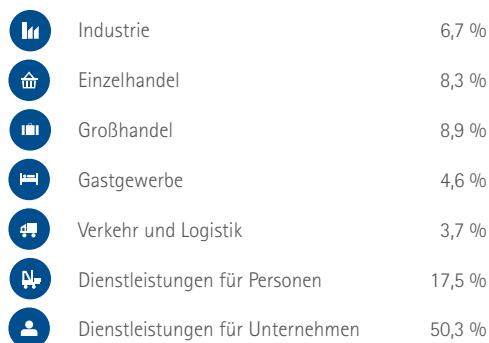 Industrie 6,7 %
Einzelhandel 8,3 %
Großhandel 8,9 %
Gastgewerbe 4,6 %
Verkehr und Logistik 3,7 %
Dienstleistungen für Personen 17,5 %
Dienstleistungen für Unternehmen 50,3 %